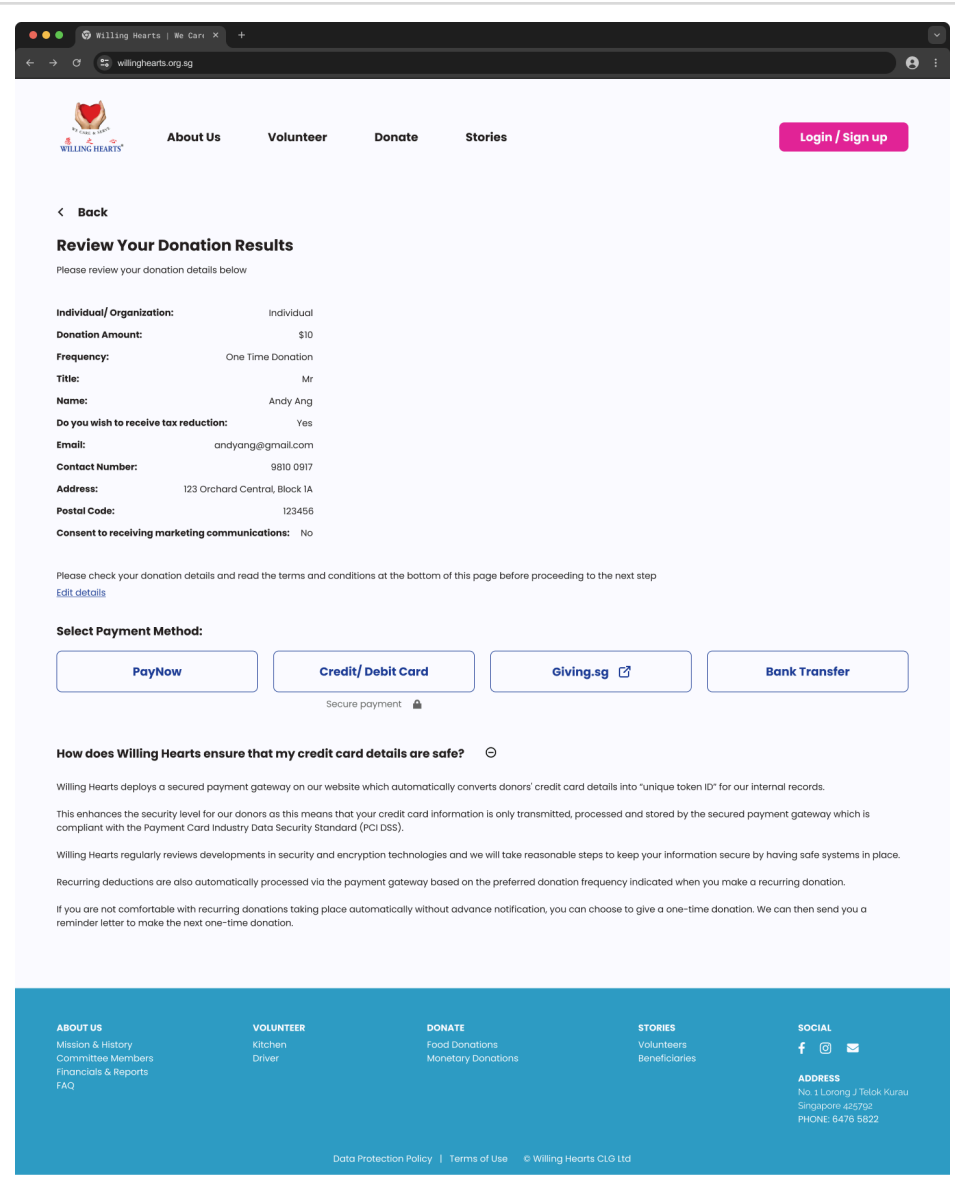 Willing Hearts | We Care
willinghearts.org.sg
WE CARE & SERVE
愿 之 心
WILLING HEARTS®
About Us
Volunteer
Donate
Stories
Login / Sign up
Back
Review Your Donation Results
Please review your donation details below
Individual/ Organization: Individual
Donation Amount: $10
Frequency: One Time Donation
Title: Mr
Name: Andy Ang
Do you wish to receive tax reduction: Yes
Email: andyang@gmail.com
Contact Number: 9810 0917
Address: 123 Orchard Central, Block 1A
Postal Code: 123456
Consent to receiving marketing communications: No
Please check your donation details and read the terms and conditions at the bottom of this page before proceeding to the next step
Edit details
Select Payment Method:
PayNow
Credit/ Debit Card
Giving.sg
Bank Transfer
Secure payment
How does Willing Hearts ensure that my credit card details are safe?
Willing Hearts deploys a secured payment gateway on our website which automatically converts donors' credit card details into "unique token ID" for our internal records.
This enhances the security level for our donors as this means that your credit card information is only transmitted, processed and stored by the secured payment gateway which is
compliant with the Payment Card Industry Data Security Standard (PCI DSS).
Willing Hearts regularly reviews developments in security and encryption technologies and we will take reasonable steps to keep your information secure by having safe systems in place.
Recurring deductions are also automatically processed via the payment gateway based on the preferred donation frequency indicated when you make a recurring donation.
If you are not comfortable with recurring donations taking place automatically without advance notification, you can choose to give a one-time donation. We can then send you a
reminder letter to make the next one-time donation.
ABOUT US
Mission & History
Committee Members
Financials & Reports
FAQ
VOLUNTEER
Kitchen
Driver
DONATE
Food Donations
Monetary Donations
STORIES
Volunteers
Beneficiaries
SOCIAL
ADDRESS
No. 1 Lorong J Telok Kurau
Singapore 425792
PHONE: 6476 5822
Data Protection Policy | Terms of Use © Willing Hearts CLG Ltd